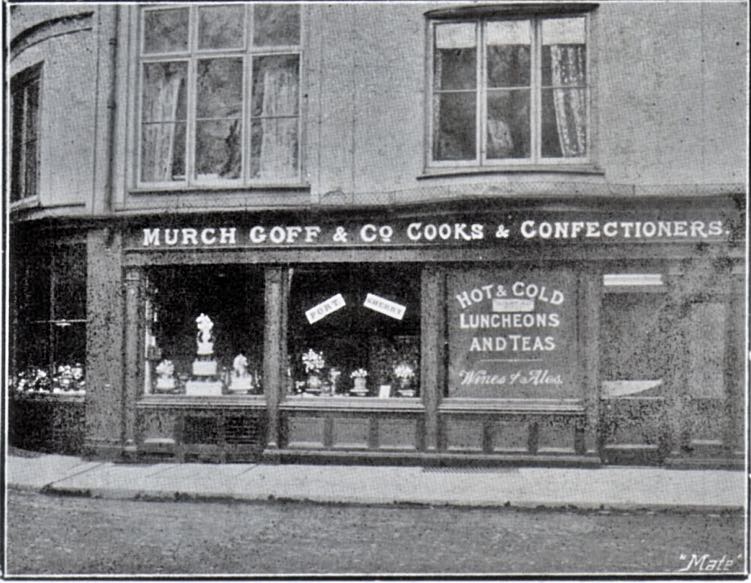 MURCH GOFF & Co COOKS & CONFECTIONERS.
PORT.
SHERRY
HOT & COLD
LUNCHEONS
AND TEAS
Wines & Ales.
"Mate"